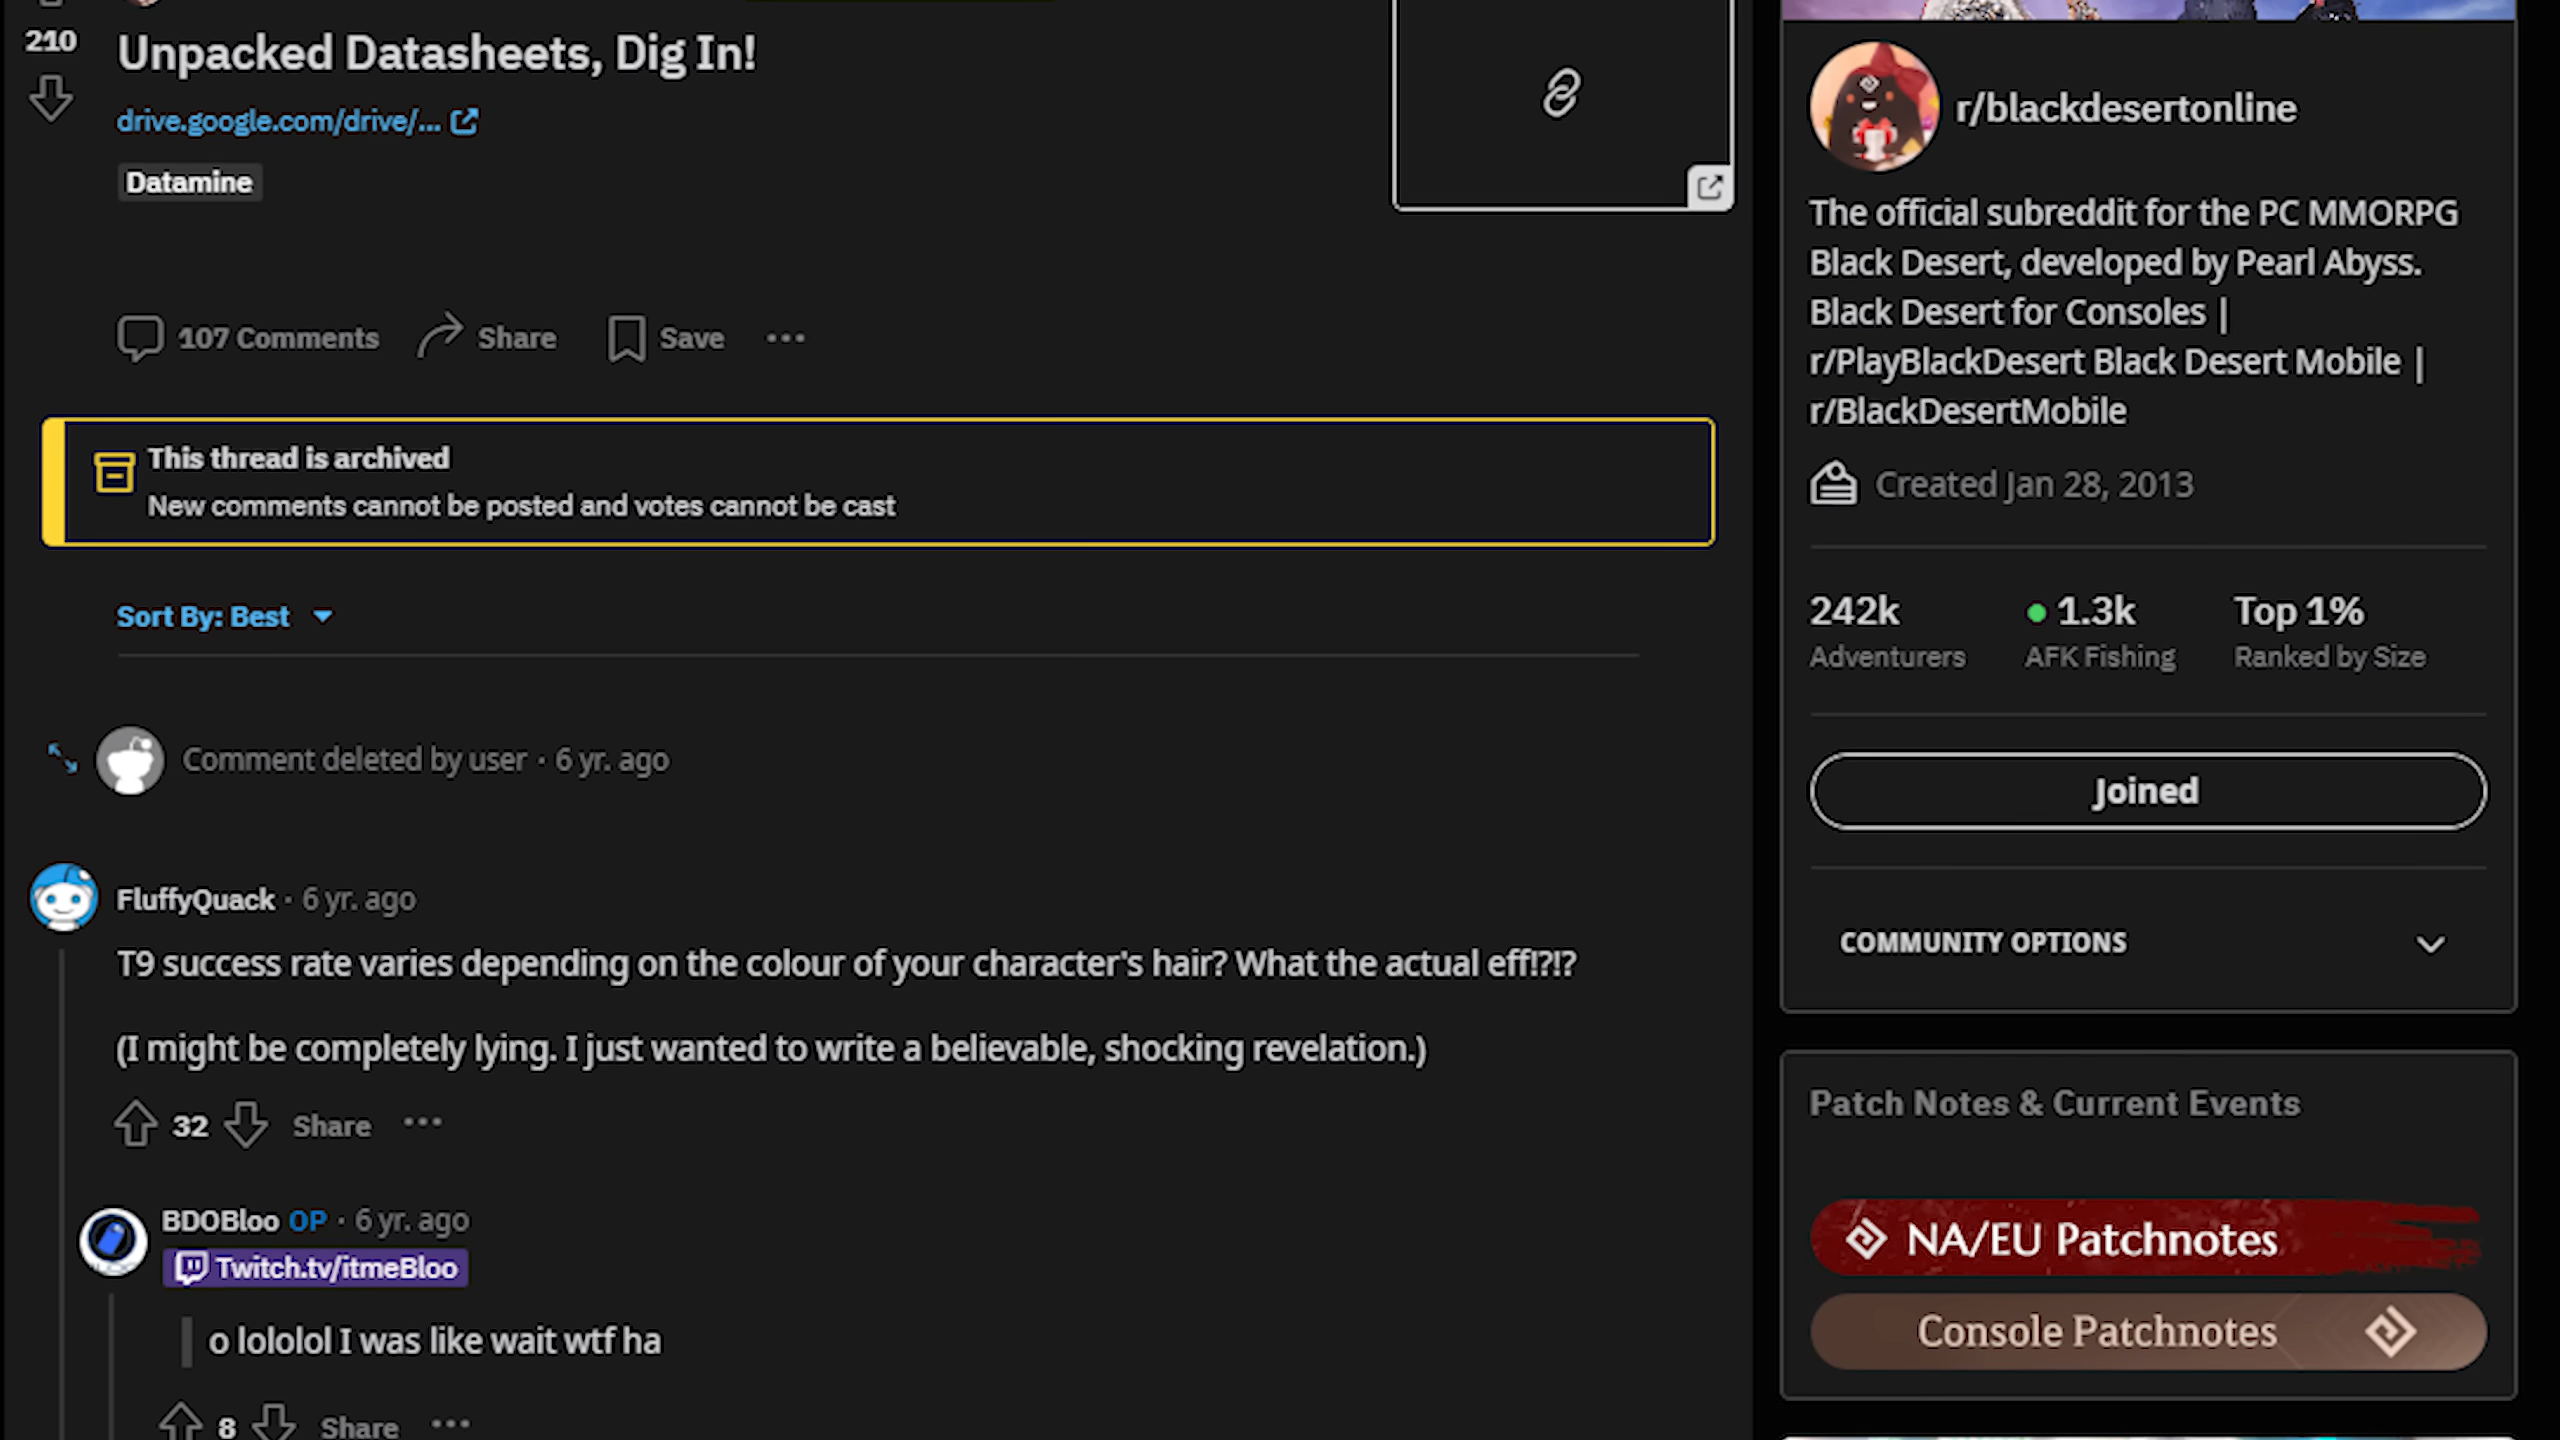 210
Unpacked Datasheets, Dig In!
drive.google.com/drive/...
Datamine
107 Comments Share Save ...
This thread is archived
New comments cannot be posted and votes cannot be cast
Sort By: Best
Comment deleted by user · 6 yr. ago
FluffyQuack · 6 yr. ago
T9 success rate varies depending on the colour of your character's hair? What the actual eff!?!?
(I might be completely lying. I just wanted to write a believable, shocking revelation.)
32 Share ...
BDOBloo OP · 6 yr. ago
Twitch.tv/itmeBloo
o lololol I was like wait wtf ha
8 Share ...
r/blackdesertonline
The official subreddit for the PC MMORPG
Black Desert, developed by Pearl Abyss.
Black Desert for Consoles |
r/PlayBlackDesert Black Desert Mobile |
r/BlackDesertMobile
Created Jan 28, 2013
242k 1.3k Top 1%
Adventurers AFK Fishing Ranked by Size
Joined
COMMUNITY OPTIONS
Patch Notes & Current Events
NA/EU Patchnotes
Console Patchnotes